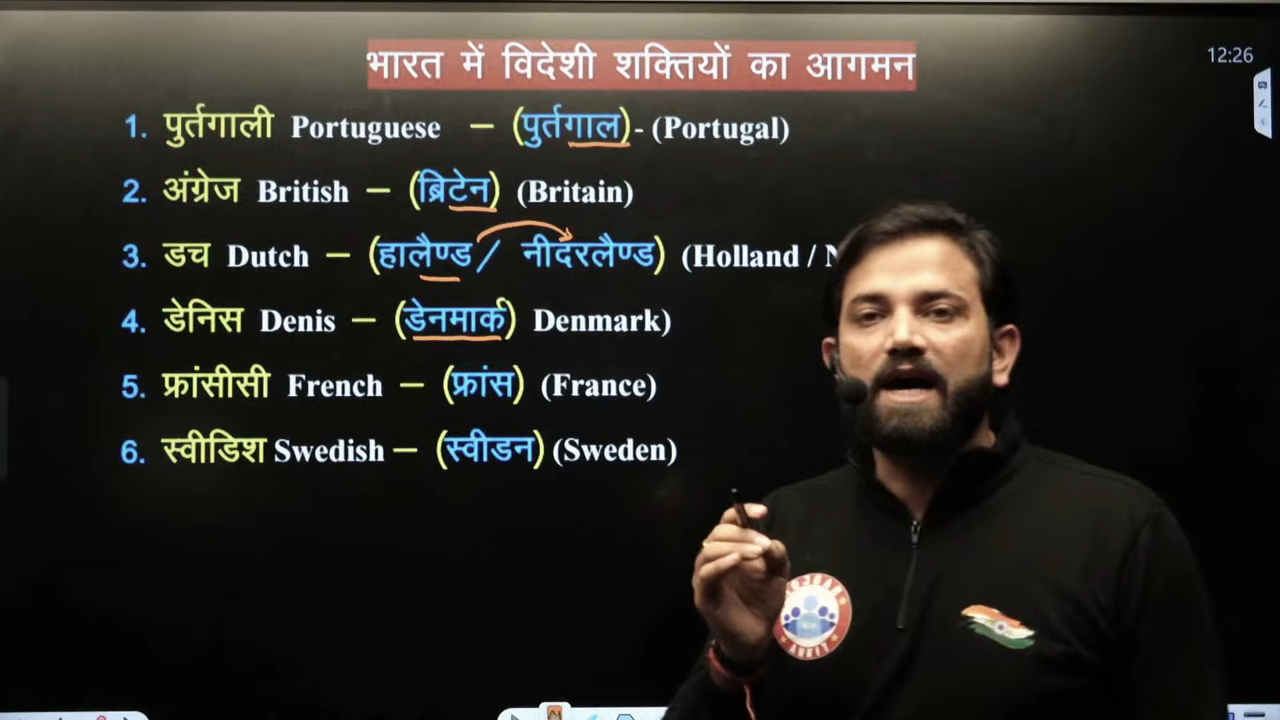 भारत में विदेशी शक्तियों का आगमन
12:26
1. पुर्तगाली Portuguese – (पुर्तगाल)- (Portugal)
2. अंग्रेज British – (ब्रिटेन) (Britain)
3. डच Dutch – (हालैण्ड/ नीदरलैण्ड) (Holland / N
4. डेनिस Denis – (डेनमार्क) Denmark)
5. फ्रांसीसी French – (फ्रांस) (France)
6. स्वीडिश Swedish – (स्वीडन) (Sweden)
ANKIT